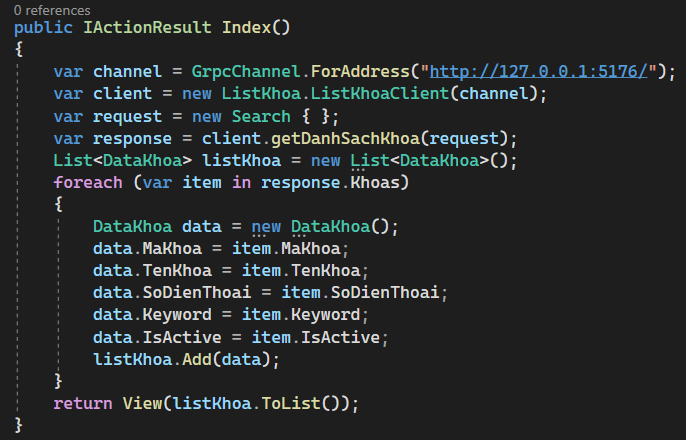 0 references
public IActionResult Index()
{
var channel = GrpcChannel.ForAddress("http://127.0.0.1:5176/");
var client = new ListKhoa.ListKhoaClient(channel);
var request = new Search { };
var response = client.getDanhSachKhoa(request);
List<DataKhoa> listKhoa = new List<DataKhoa>();
foreach (var item in response.Khoas)
{
DataKhoa data = new DataKhoa();
data.MaKhoa = item.MaKhoa;
data.TenKhoa = item.TenKhoa;
data.SoDienThoai = item.SoDienThoai;
data.Keyword = item.Keyword;
data.IsActive = item.IsActive;
listKhoa.Add(data);
}
return View(listKhoa.ToList());
}